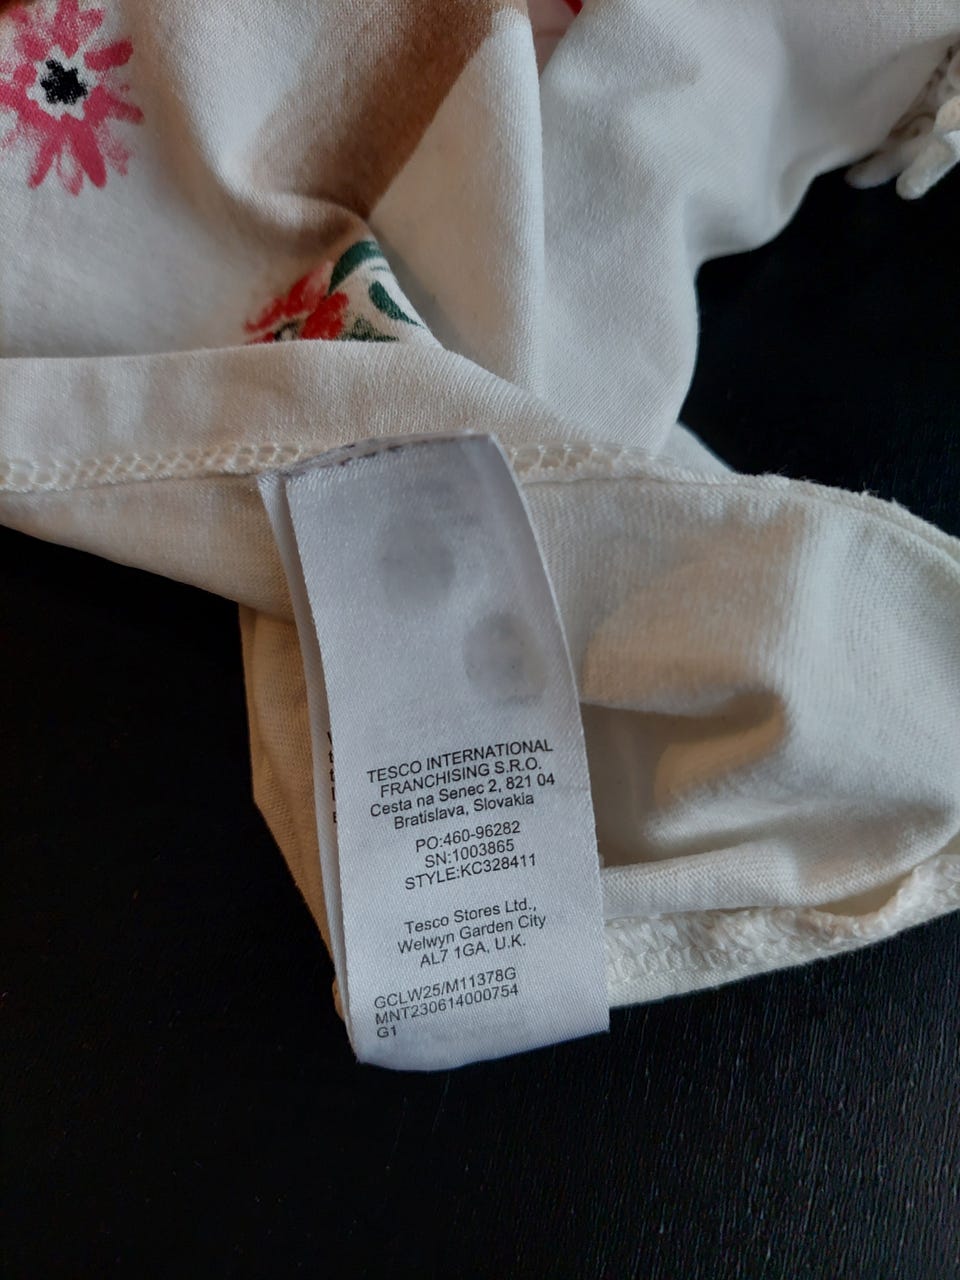 TESCO INTERNATIONAL
FRANCHISING S.R.O.
Cesta na Senec 2, 821 04
Bratislava, Slovakia
PO:460-96282
SN:1003865
STYLE:KC328411
Tesco Stores Ltd.,
Welwyn Garden City
AL7 1GA, U.K.
GCLW25/M11378G
MNT230614000754
G1